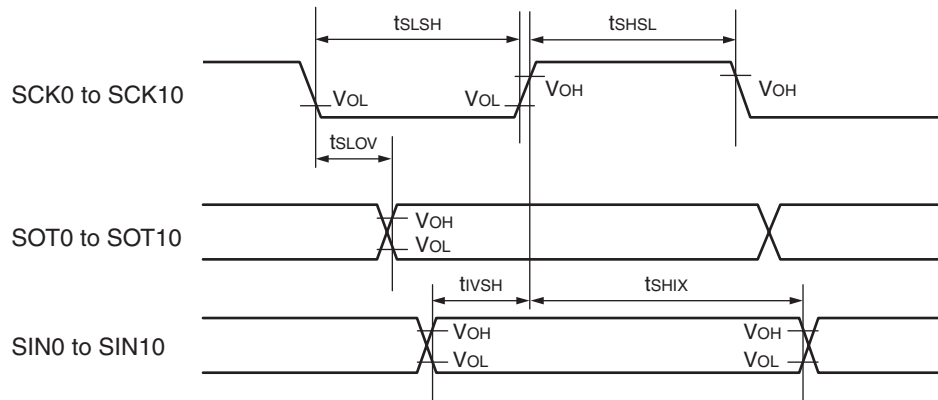 tSLSH tSHSL
SCK0 to SCK10 VOL VOL VOH VOH
tSLOV
SOT0 to SOT10 VOH
VOL
tIVSH tSHIX
SIN0 to SIN10 VOH VOH
VOL VOL